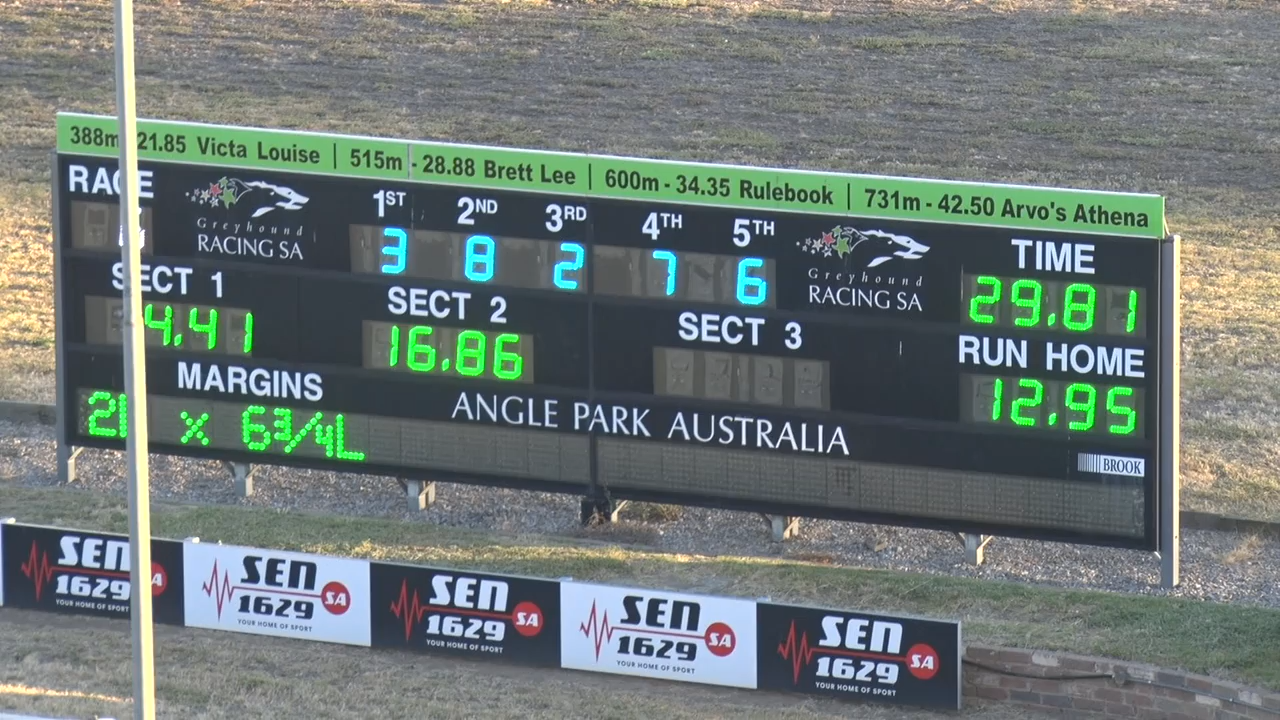 388m 21.85 Victa Louise | 515m - 28.88 Brett Lee | 600m - 34.35 Rulebook | 731m - 42.50 Arvo's Athena
RACE
Greyhound
RACING SA
1ST 2ND 3RD 4TH 5TH
3 8 2 7 6
Greyhound
RACING SA
TIME
29.81
SECT 1
4.41
SECT 2
16.86
SECT 3
RUN HOME
12.95
MARGINS
x 6¾L
ANGLE PARK AUSTRALIA
BROOK
SEN
1629 SA
YOUR HOME OF SPORT
SEN
1629 SA
YOUR HOME OF SPORT
SEN
1629 SA
YOUR HOME OF SPORT
SEN
1629 SA
YOUR HOME OF SPORT
SEN
1629 SA
YOUR HOME OF SPORT